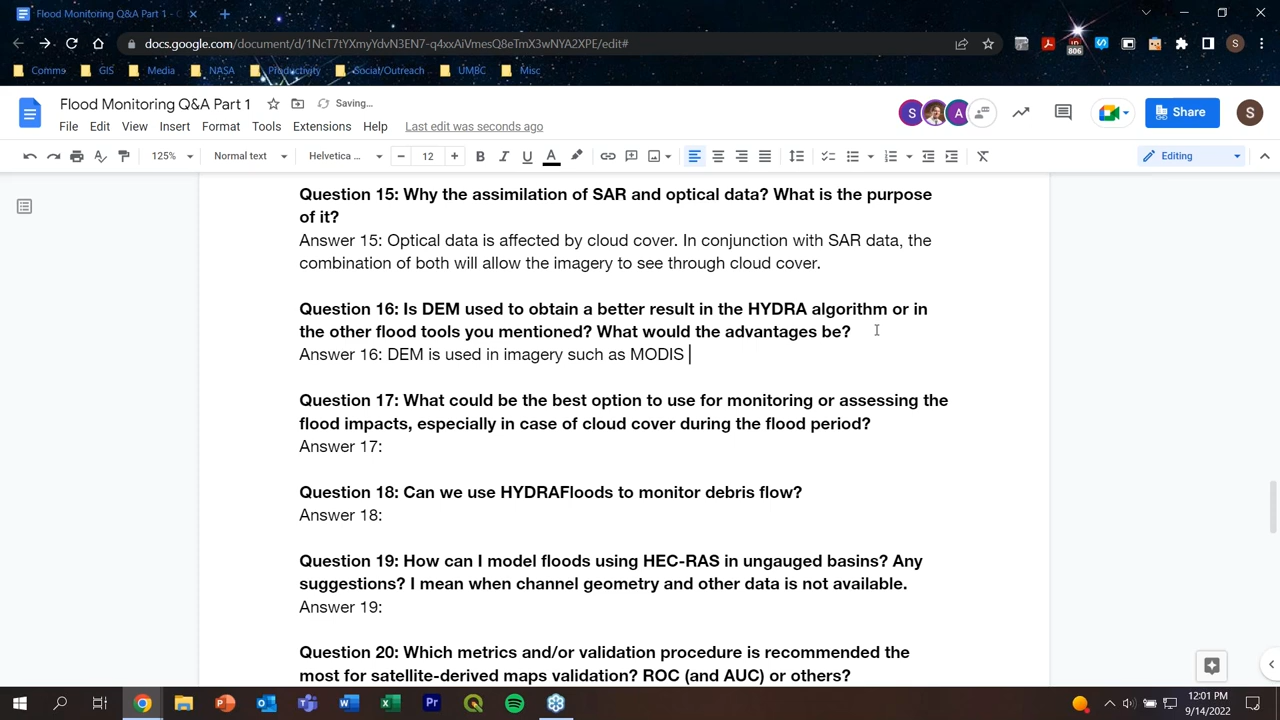 Flood Monitoring Q&A Part 1 - G
docs.google.com/document/d/1NcT7tYXmyYdvN3EN7-q4xxAiVmesQ8eTmX3wNYA2XPE/edit#
806
S
Comms GIS Media NASA Productivity Social/Outreach UMBC Misc
Flood Monitoring Q&A Part 1 Saving...
S A Share S
File Edit View Insert Format Tools Extensions Help Last edit was seconds ago
125% Normal text Helvetica ... 12 B I U A Editing
Question 15: Why the assimilation of SAR and optical data? What is the purpose
of it?
Answer 15: Optical data is affected by cloud cover. In conjunction with SAR data, the
combination of both will allow the imagery to see through cloud cover.
Question 16: Is DEM used to obtain a better result in the HYDRA algorithm or in
the other flood tools you mentioned? What would the advantages be?
Answer 16: DEM is used in imagery such as MODIS
Question 17: What could be the best option to use for monitoring or assessing the
flood impacts, especially in case of cloud cover during the flood period?
Answer 17:
Question 18: Can we use HYDRAFloods to monitor debris flow?
Answer 18:
Question 19: How can I model floods using HEC-RAS in ungauged basins? Any
suggestions? I mean when channel geometry and other data is not available.
Answer 19:
Question 20: Which metrics and/or validation procedure is recommended the
most for satellite-derived maps validation? ROC (and AUC) or others?
12:01 PM
9/14/2022